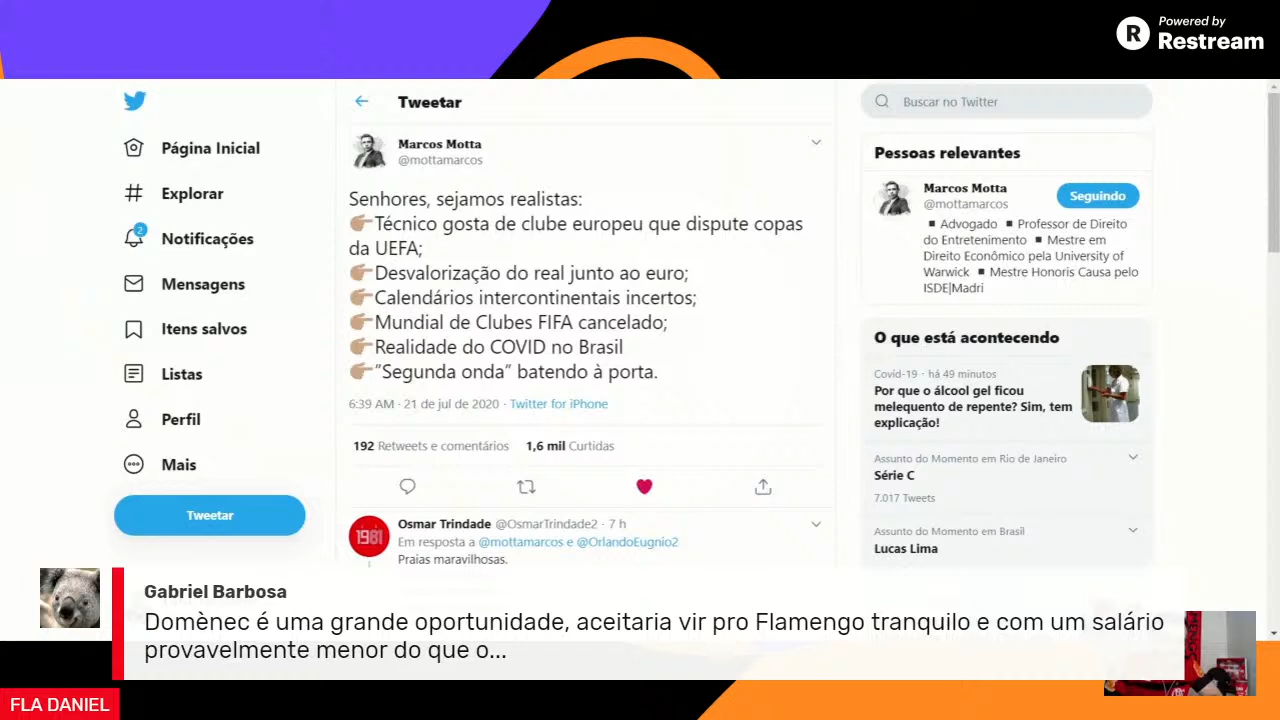 Powered by
R Restream
Página Inicial
Explorar
2
Notificações
Mensagens
Itens salvos
Listas
Perfil
Mais
Tweetar
Tweetar
Marcos Motta
@mottamarcos
Senhores, sejamos realistas:
👉🏽Técnico gosta de clube europeu que dispute copas
da UEFA;
👉🏽Desvalorização do real junto ao euro;
👉🏽Calendários intercontinentais incertos;
👉🏽Mundial de Clubes FIFA cancelado;
👉🏽Realidade do COVID no Brasil
👉🏽"Segunda onda" batendo à porta.
6:39 AM · 21 de jul de 2020 · Twitter for iPhone
192 Retweets e comentários 1,6 mil Curtidas
1981
Osmar Trindade @OsmarTrindade2 · 7 h
Em resposta a @mottamarcos e @OrlandoEugnio2
Praias maravilhosas.
Buscar no Twitter
Pessoas relevantes
Marcos Motta
@mottamarcos
Seguindo
▪Advogado ▪Professor de Direito
do Entretenimento ▪Mestre em
Direito Econômico pela University of
Warwick ▪Mestre Honoris Causa pelo
ISDE|Madri
O que está acontecendo
Covid-19 · há 49 minutos
Por que o álcool gel ficou
melequento de repente? Sim, tem
explicação!
Assunto do Momento em Rio de Janeiro
Série C
7.017 Tweets
Assunto do Momento em Brasil
Lucas Lima
Gabriel Barbosa
Domènec é uma grande oportunidade, aceitaria vir pro Flamengo tranquilo e com um salário
provavelmente menor do que o...
FLA DANIEL